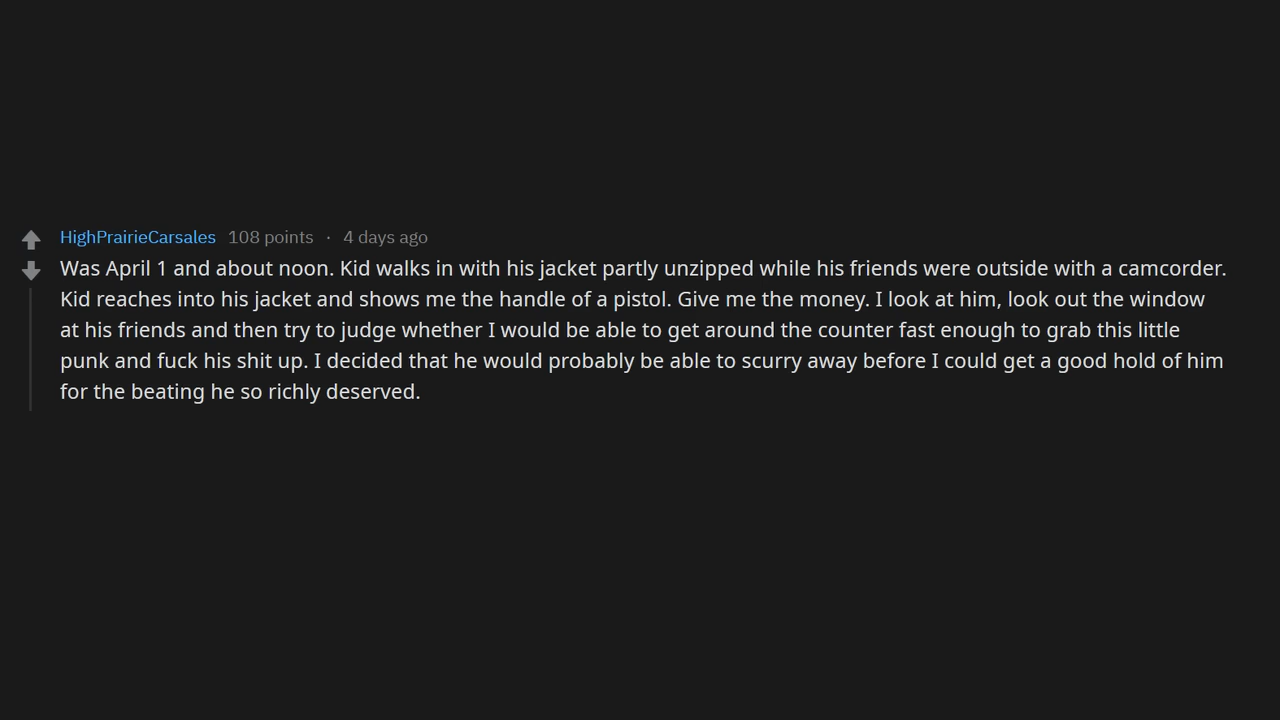 HighPrairieCarsales 108 points · 4 days ago
Was April 1 and about noon. Kid walks in with his jacket partly unzipped while his friends were outside with a camcorder.
Kid reaches into his jacket and shows me the handle of a pistol. Give me the money. I look at him, look out the window
at his friends and then try to judge whether I would be able to get around the counter fast enough to grab this little
punk and fuck his shit up. I decided that he would probably be able to scurry away before I could get a good hold of him
for the beating he so richly deserved.